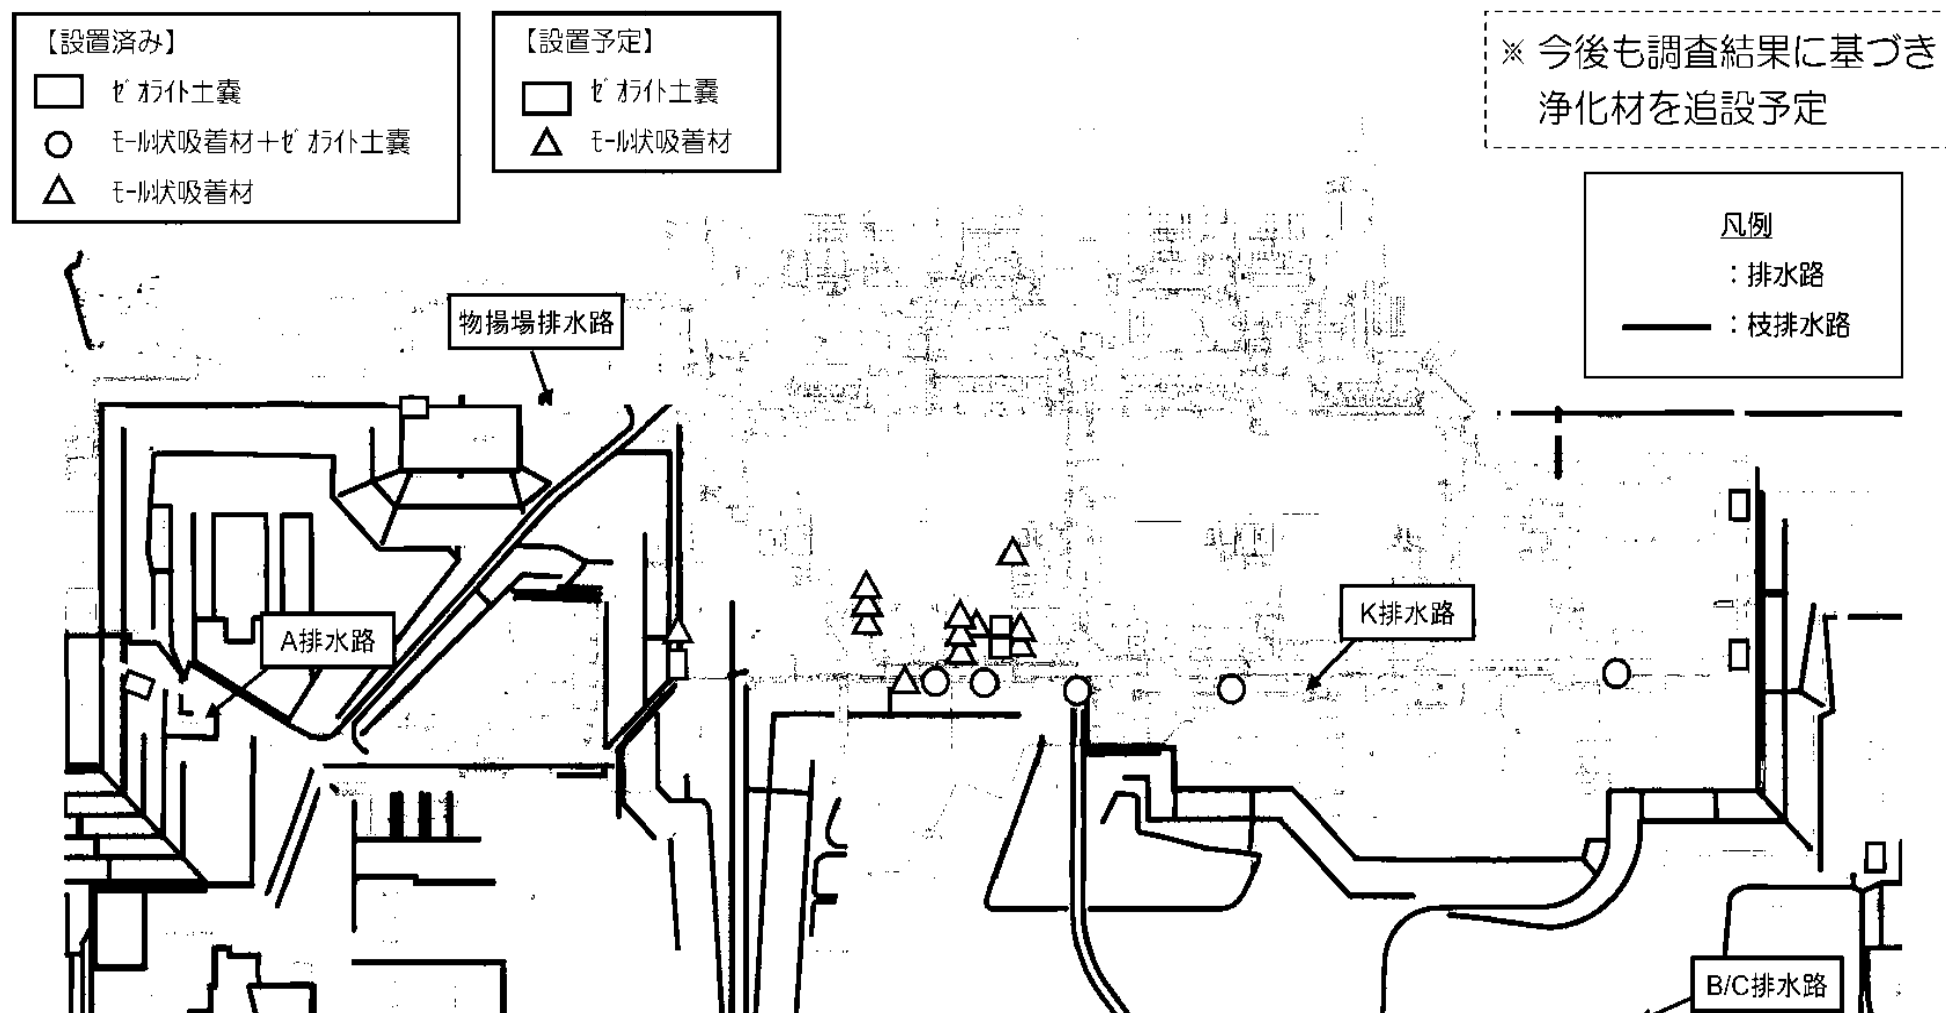 【設置済み】
ｾﾞｵﾗｲﾄ土嚢
ﾓｰﾙ状吸着材＋ｾﾞｵﾗｲﾄ土嚢
ﾓｰﾙ状吸着材
【設置予定】
ｾﾞｵﾗｲﾄ土嚢
ﾓｰﾙ状吸着材
※ 今後も調査結果に基づき
浄化材を追設予定
凡例
：排水路
：枝排水路
物揚場排水路
A排水路
K排水路
B/C排水路